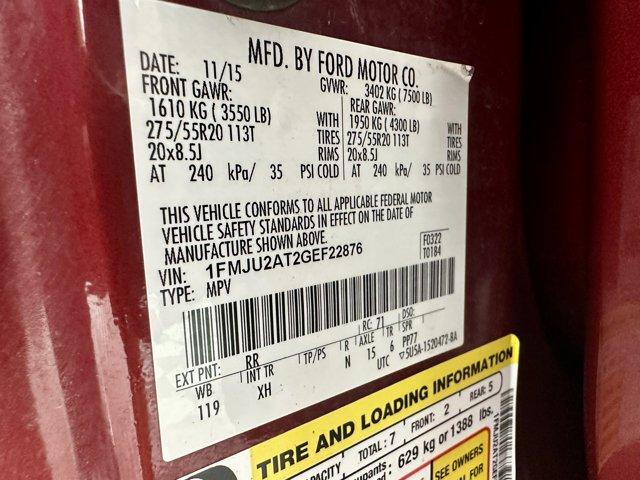 MFD. BY FORD MOTOR CO.
DATE: 11/15 GVWR: 3402 KG ( 7500 LB)
FRONT GAWR: REAR GAWR:
1610 KG ( 3550 LB) WITH 1950 KG ( 4300 LB) WITH
275/55R20 113T TIRES 275/55R20 113T TIRES
20x8.5J RIMS 20x8.5J RIMS
AT 240 kPa/ 35 PSI COLD AT 240 kPa/ 35 PSI COLD
THIS VEHICLE CONFORMS TO ALL APPLICABLE FEDERAL MOTOR
VEHICLE SAFETY STANDARDS IN EFFECT ON THE DATE OF
MANUFACTURE SHOWN ABOVE.
VIN: 1FMJU2AT2GEF22876 F0322
TYPE: MPV T0184
EXT PNT: RR RC: 71 DSO:
WB INT TR TP/PS R AXLE TR SPR
119 XH N 15 6 PP77
UTC 5U5A-1520472-BA
TIRE AND LOADING INFORMATION
CAPACITY TOTAL: 7 FRONT: 2 REAR: 5
629 kg or 1388 lbs.
SEE OWNERS